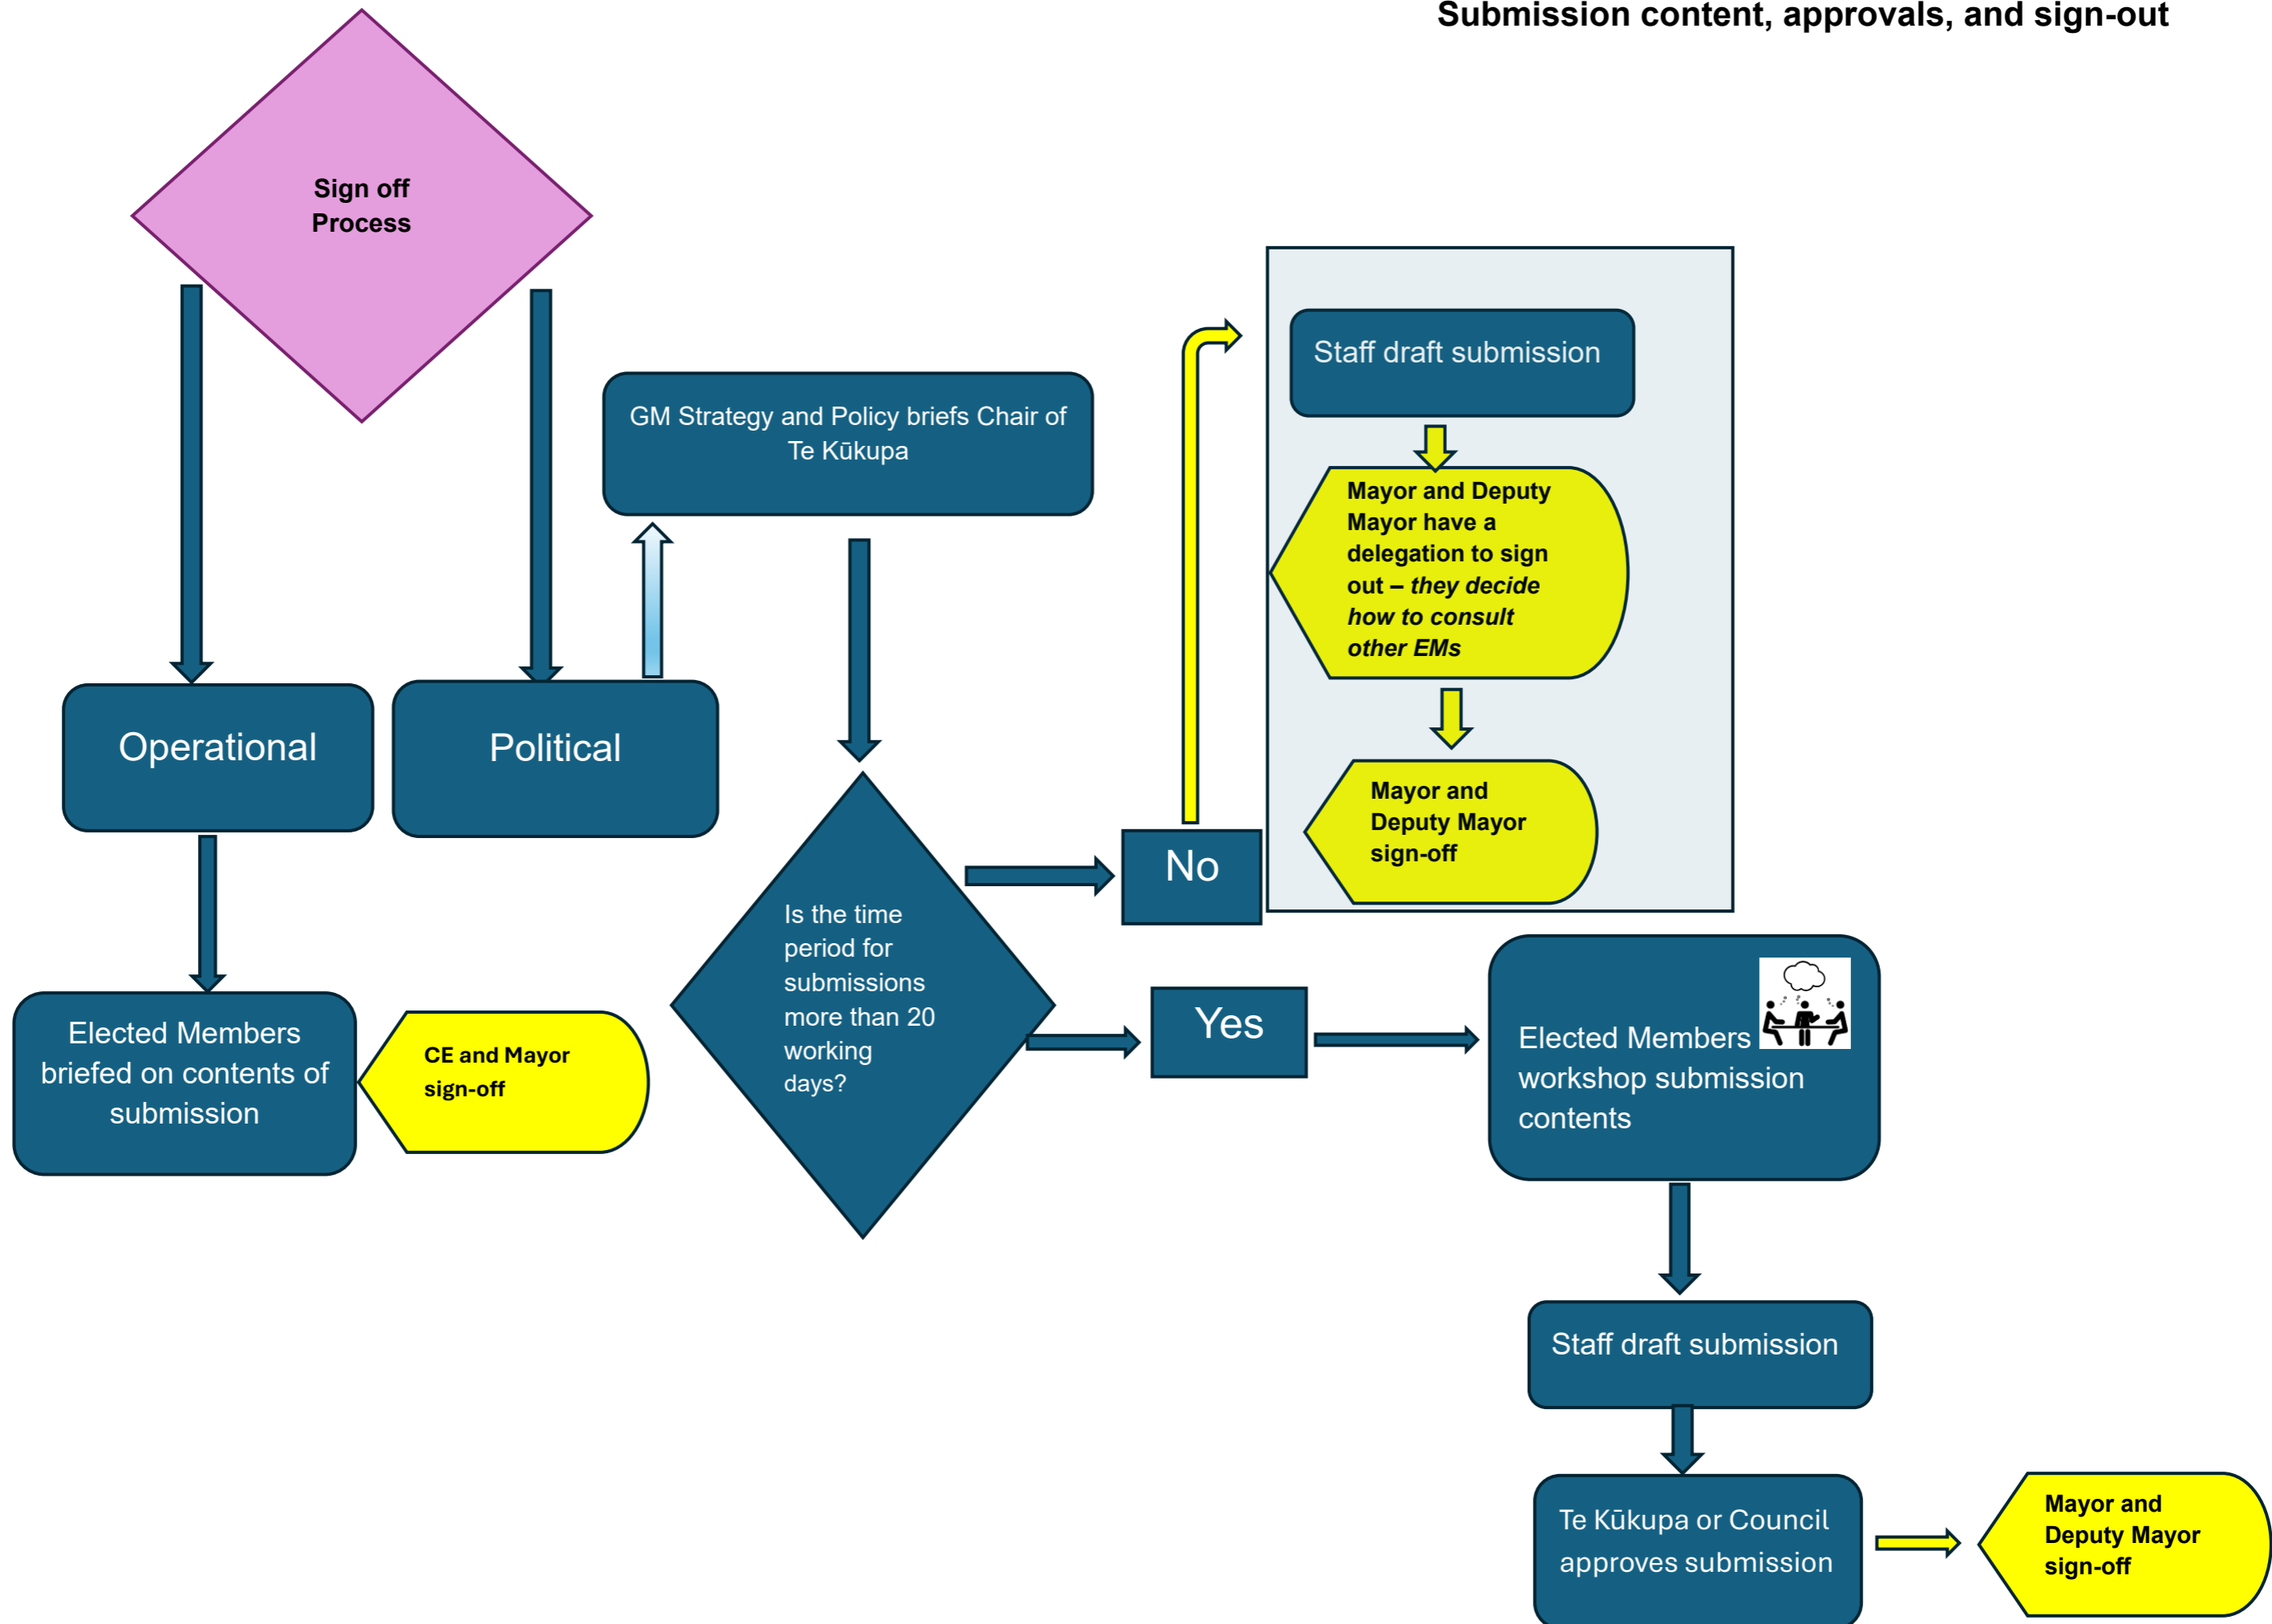 Submission content, approvals, and sign-out
Sign off
Process
GM Strategy and Policy briefs Chair of
Te Kūkupa
Staff draft submission
Mayor and Deputy
Mayor have a
delegation to sign
out – they decide
how to consult
other EMs
Mayor and
Deputy Mayor
sign-off
Operational
Political
No
Is the time
period for
submissions
more than 20
working
days?
Yes
Elected Members
workshop submission
contents
Elected Members
briefed on contents of
submission
CE and Mayor
sign-off
Staff draft submission
Te Kūkupa or Council
approves submission
Mayor and
Deputy Mayor
sign-off